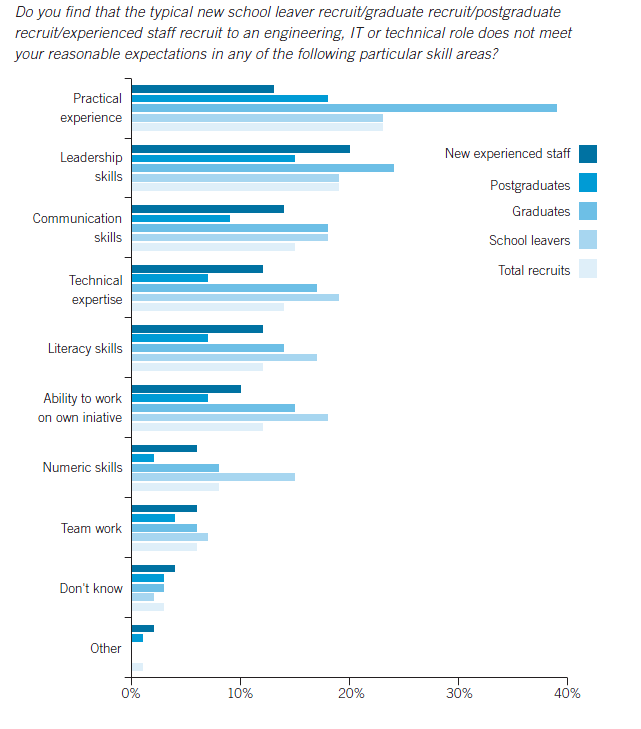 Do you find that the typical new school leaver recruit/graduate recruit/postgraduate
recruit/experienced staff recruit to an engineering, IT or technical role does not meet
your reasonable expectations in any of the following particular skill areas?
Practical
experience
Leadership
skills
Communication
skills
Technical
expertise
Literacy skills
Ability to work
on own iniative
Numeric skills
Team work
Don't know
Other
New experienced staff
Postgraduates
Graduates
School leavers
Total recruits
0%
10%
20%
30%
40%